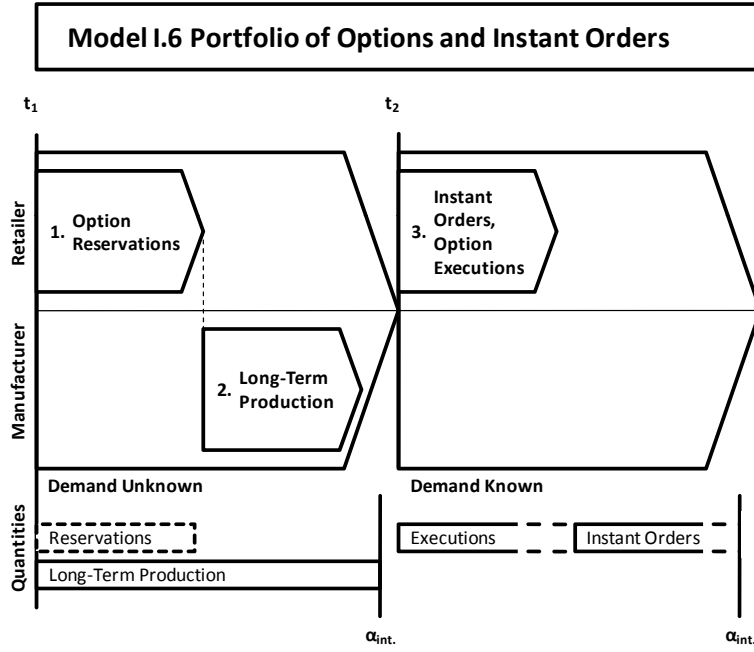 Model I.6 Portfolio of Options and Instant Orders
t1
t2
Retailer
1. Option
Reservations
3. Instant
Orders,
Option
Executions
Manufacturer
2. Long-Term
Production
Demand Unknown
Demand Known
Quantities
Reservations
Executions
Instant Orders
Long-Term Production
αint.
αint.